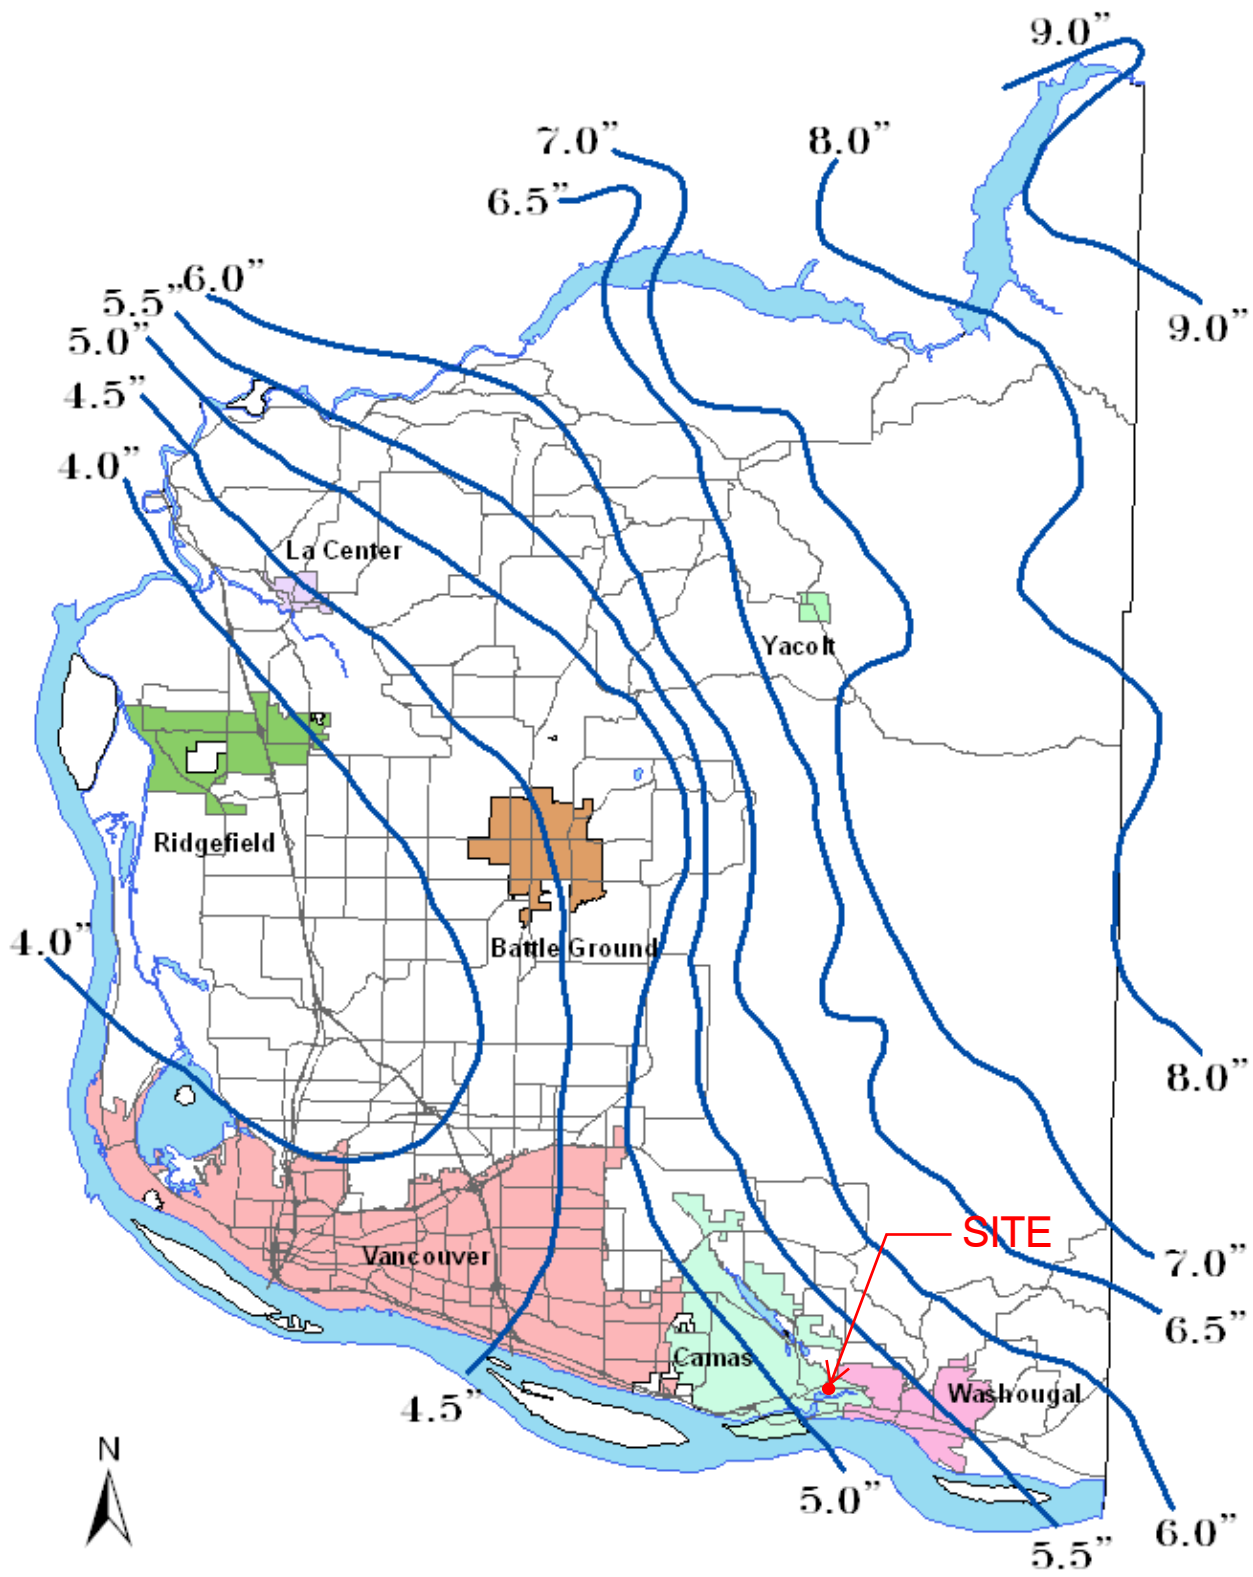 9.0”
7.0”
8.0”
6.5”
6.0”
5.5”
9.0”
5.0”
4.5”
4.0”
La Center
Yacolt
Ridgefield
4.0”
Battle Ground
8.0”
SITE
Vancouver
7.0”
6.5”
Camas
Washougal
4.5”
N
5.0”
6.0”
5.5”